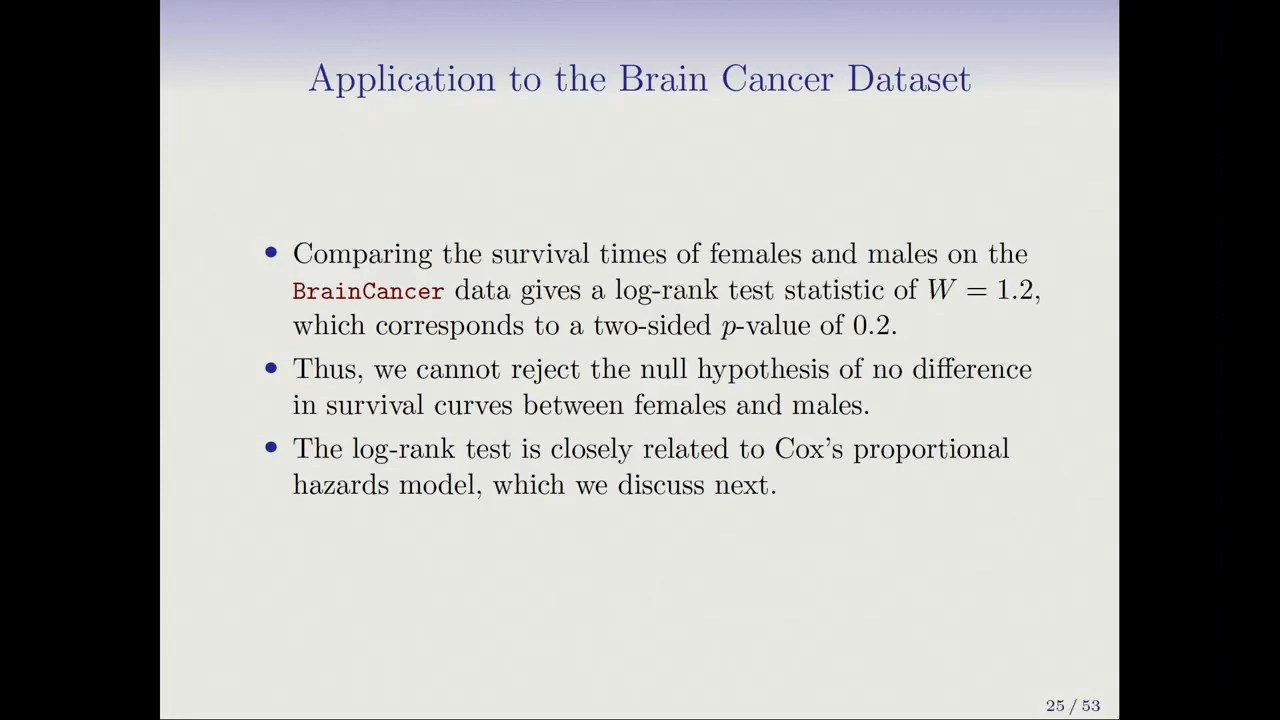 Application to the Brain Cancer Dataset
• Comparing the survival times of females and males on the
BrainCancer data gives a log-rank test statistic of W = 1.2,
which corresponds to a two-sided p-value of 0.2.
• Thus, we cannot reject the null hypothesis of no difference
in survival curves between females and males.
• The log-rank test is closely related to Cox’s proportional
hazards model, which we discuss next.
25 / 53